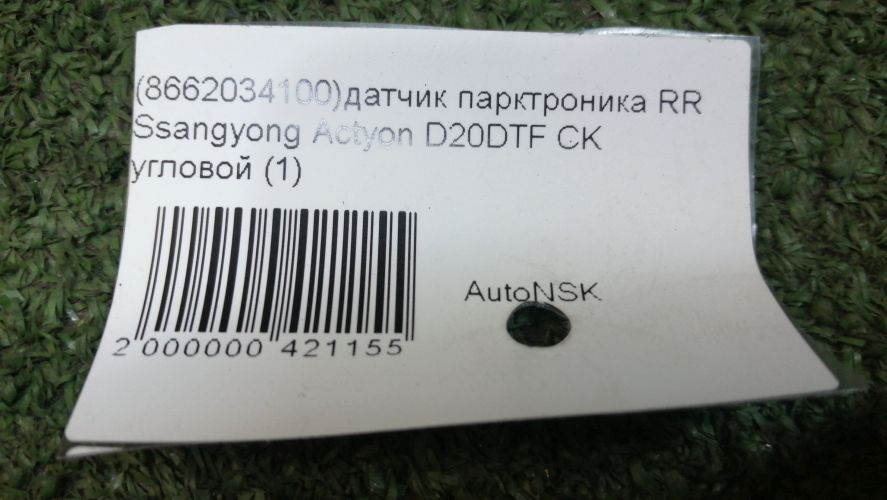 (8662034100)датчик парктроника RR
Ssangyong Actyon D20DTF CK
угловой (1)
AutoNSK
2 000000 421155